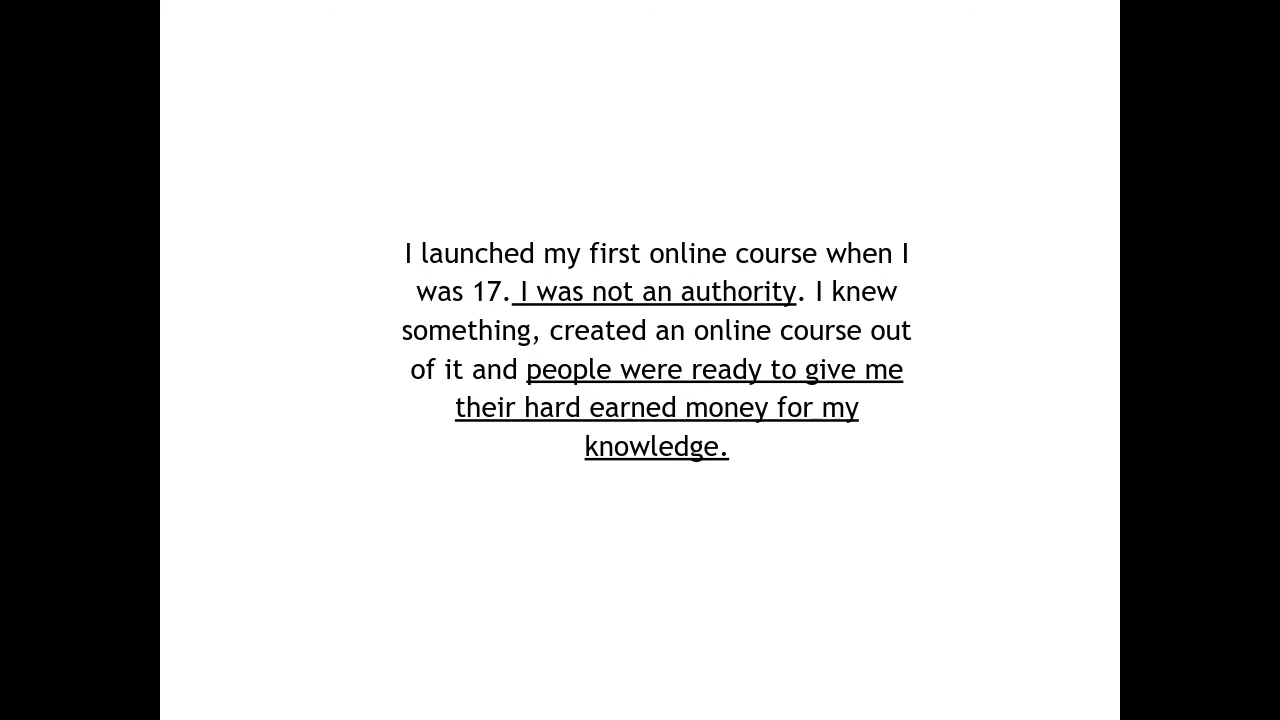 I launched my first online course when I
was 17. I was not an authority. I knew
something, created an online course out
of it and people were ready to give me
their hard earned money for my
knowledge.